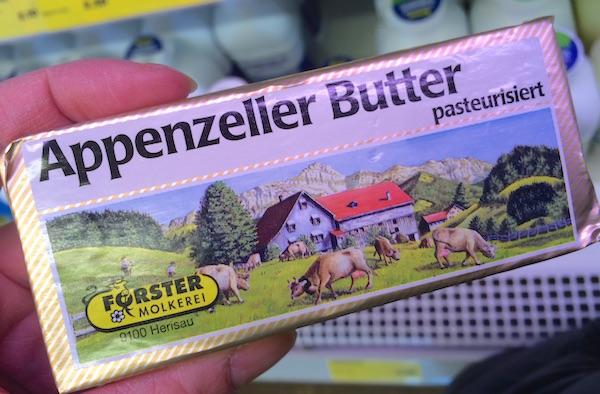 Appenzeller Butter
pasteurisiert
FORSTER
MOLKEREI
9100 Herisau